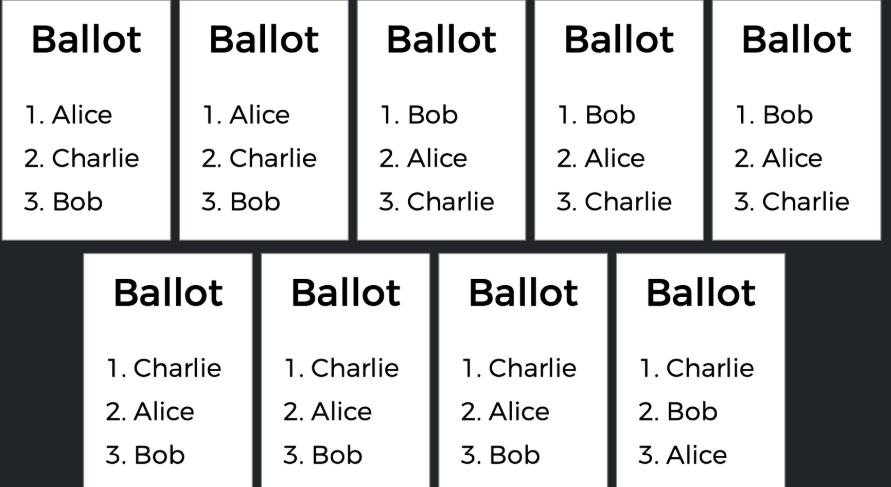 Ballot
1. Alice
2. Charlie
3. Bob
Ballot
1. Alice
2. Charlie
3. Bob
Ballot
1. Bob
2. Alice
3. Charlie
Ballot
1. Bob
2. Alice
3. Charlie
Ballot
1. Bob
2. Alice
3. Charlie
Ballot
1. Charlie
2. Alice
3. Bob
Ballot
1. Charlie
2. Alice
3. Bob
Ballot
1. Charlie
2. Alice
3. Bob
Ballot
1. Charlie
2. Bob
3. Alice